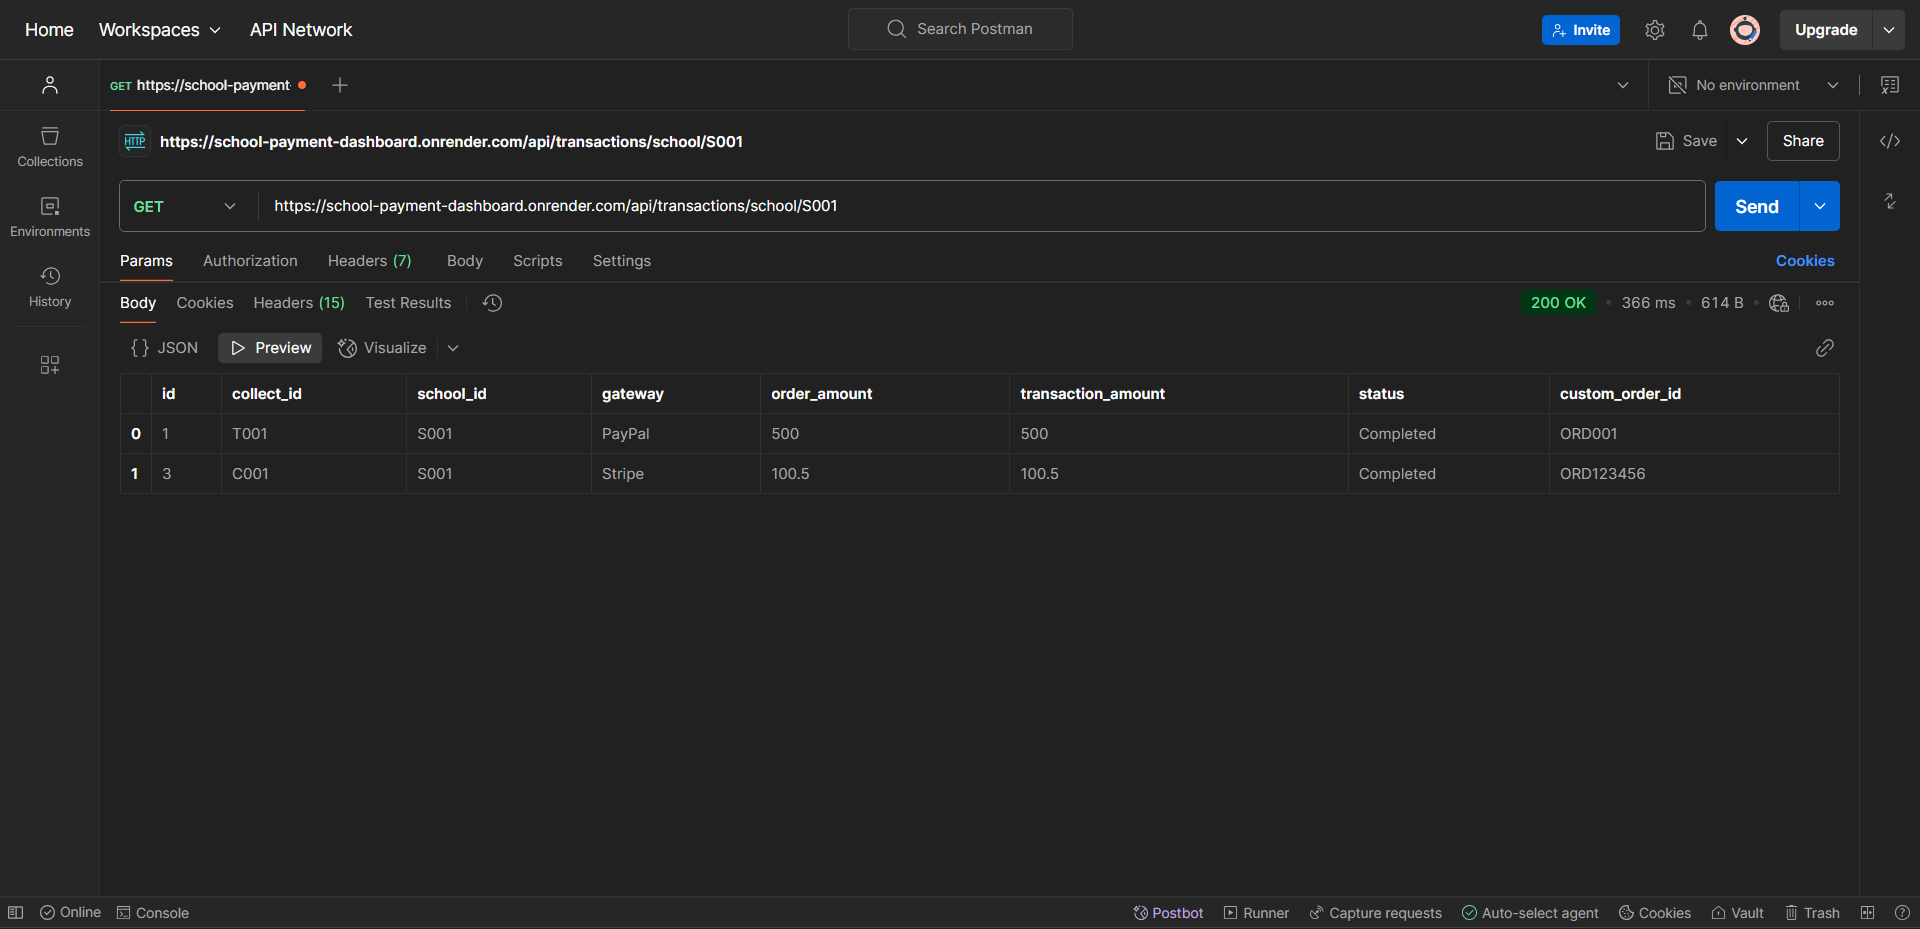 Home Workspaces API Network Search Postman Invite Upgrade
GET https://school-payment No environment
HTTP https://school-payment-dashboard.onrender.com/api/transactions/school/S001 Save Share
Collections
GET https://school-payment-dashboard.onrender.com/api/transactions/school/S001 Send
Environments
Params Authorization Headers (7) Body Scripts Settings Cookies
History
Body Cookies Headers (15) Test Results 200 OK • 366 ms • 614 B
{} JSON Preview Visualize
id collect_id school_id gateway order_amount transaction_amount status custom_order_id
0 1 T001 S001 PayPal 500 500 Completed ORD001
1 3 C001 S001 Stripe 100.5 100.5 Completed ORD123456
Online Console Postbot Runner Capture requests Auto-select agent Cookies Vault Trash